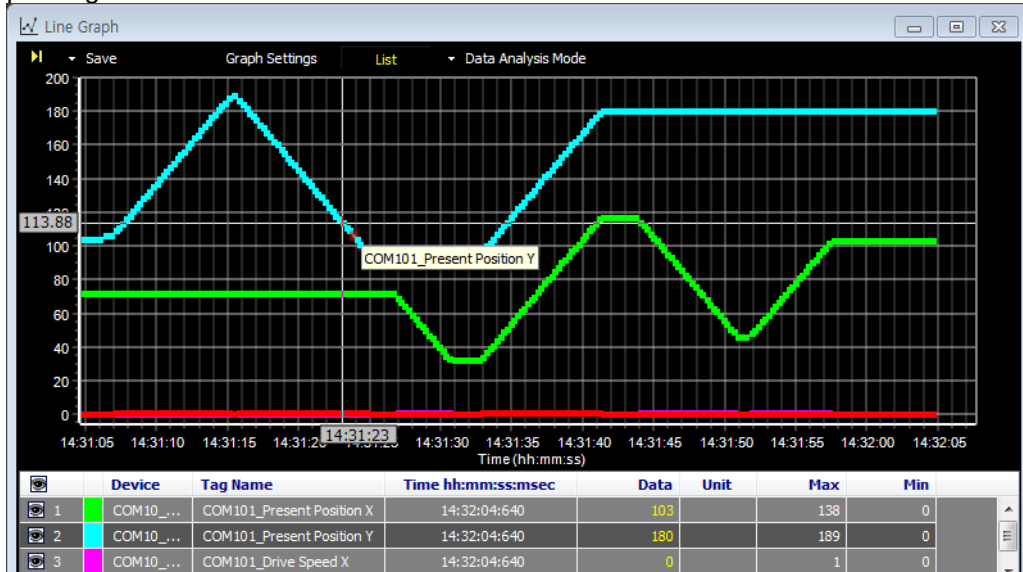 Line Graph
Save Graph Settings List Data Analysis Mode
200
180
160
140
113.88
100
80
60
40
20
0
COM101_Present Position Y
14:31:05 14:31:10 14:31:15 14:31:23 14:31:30 14:31:35 14:31:40 14:31:45 14:31:50 14:31:55 14:32:00 14:32:05
Time (hh:mm:ss)
Device Tag Name Time hh:mm:ss:msec Data Unit Max Min
1 COM10_... COM101_Present Position X 14:32:04:640 103 138 0
2 COM10_... COM101_Present Position Y 14:32:04:640 180 189 0
3 COM10_... COM101_Drive Speed X 14:32:04:640 0 1 0